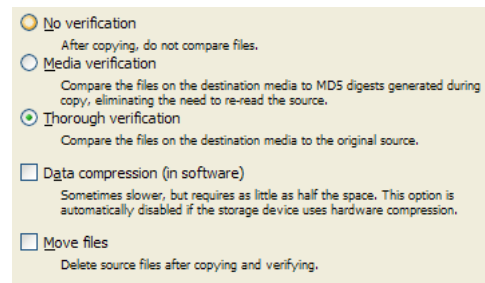 No verification
After copying, do not compare files.
Media verification
Compare the files on the destination media to MD5 digests generated during
copy, eliminating the need to re-read the source.
Thorough verification
Compare the files on the destination media to the original source.
Data compression (in software)
Sometimes slower, but requires as little as half the space. This option is
automatically disabled if the storage device uses hardware compression.
Move files
Delete source files after copying and verifying.